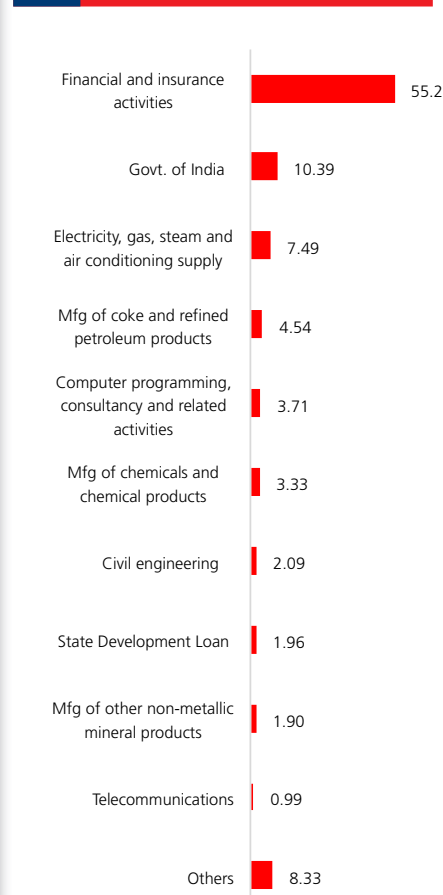 Financial and insurance
activities
55.2
Govt. of India
10.39
Electricity, gas, steam and
air conditioning supply
7.49
Mfg of coke and refined
petroleum products
4.54
Computer programming,
consultancy and related
activities
3.71
Mfg of chemicals and
chemical products
3.33
Civil engineering
2.09
State Development Loan
1.96
Mfg of other non-metallic
mineral products
1.90
Telecommunications
0.99
Others
8.33